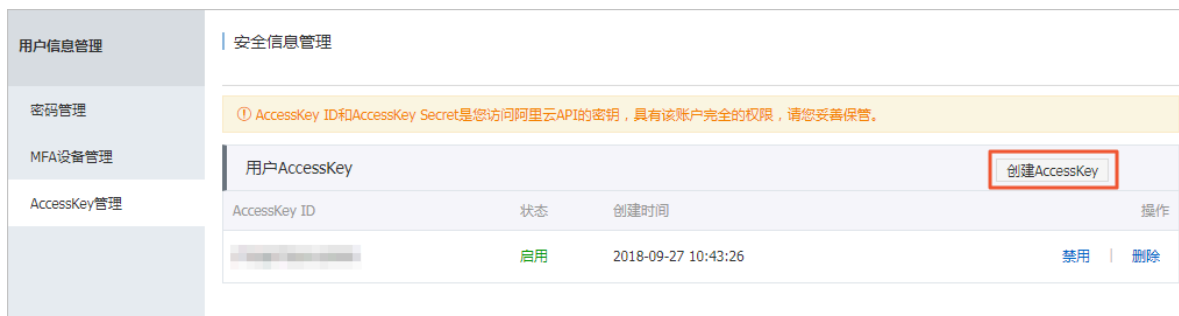 用户信息管理
安全信息管理
密码管理
MFA设备管理
AccessKey管理
AccessKey ID和AccessKey Secret是您访问阿里云API的密钥，具有该账户完全的权限，请您妥善保管。
用户AccessKey
创建AccessKey
AccessKey ID 状态 创建时间 操作
启用 2018-09-27 10:43:26 禁用 | 删除